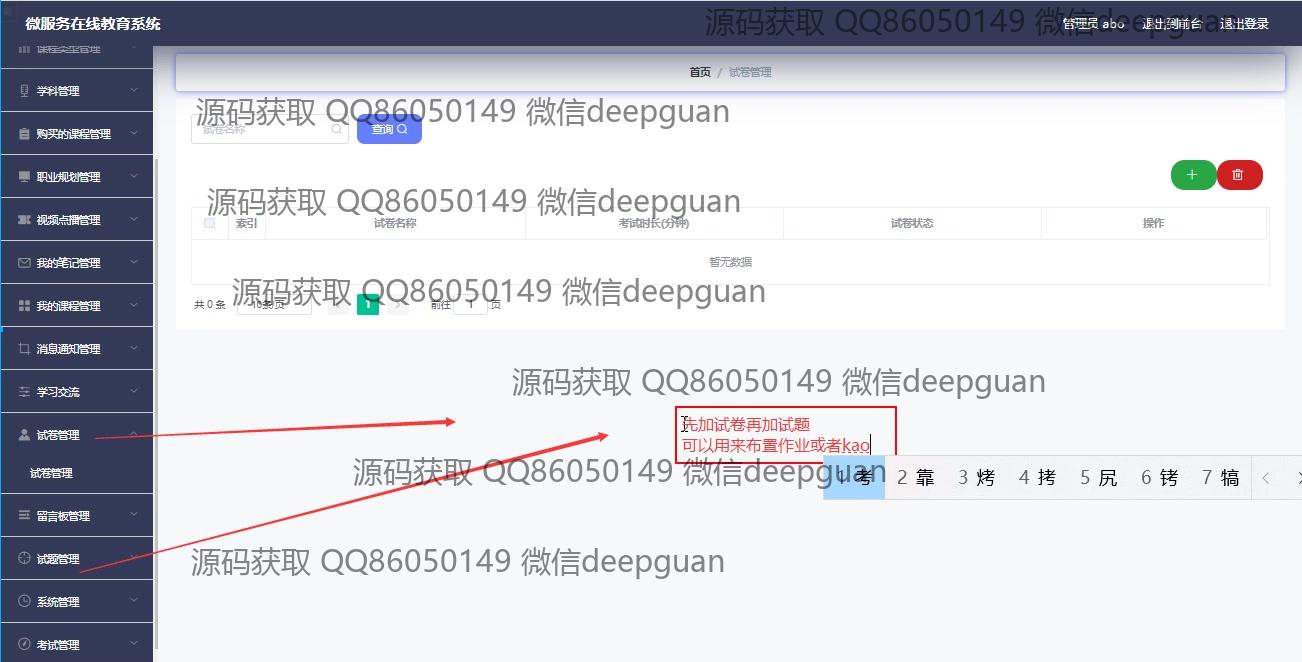 微服务在线教育系统
源码获取 QQ86050149 微信deepguan
管理员 abo 退出到前台 退出登录
课程类型管理
首页 / 试卷管理
学科管理
源码获取 QQ86050149 微信deepguan
试卷名称 查询
购买的课程管理
职业规划管理
源码获取 QQ86050149 微信deepguan
视频点播管理
索引 试卷名称 考试时长(分钟) 试卷状态 操作
我的笔记管理
暂无数据
源码获取 QQ86050149 微信deepguan
我的课程管理
共 0 条 10条/页 1 前往 1 页
消息通知管理
源码获取 QQ86050149 微信deepguan
学习交流
先加试卷再加试题
试卷管理
可以用来布置作业或者kao
源码获取 QQ86050149 微信deepguan
试卷管理
1 考 2 靠 3 烤 4 拷 5 尻 6 铐 7 犒
留言板管理
试题管理
源码获取 QQ86050149 微信deepguan
系统管理
考试管理